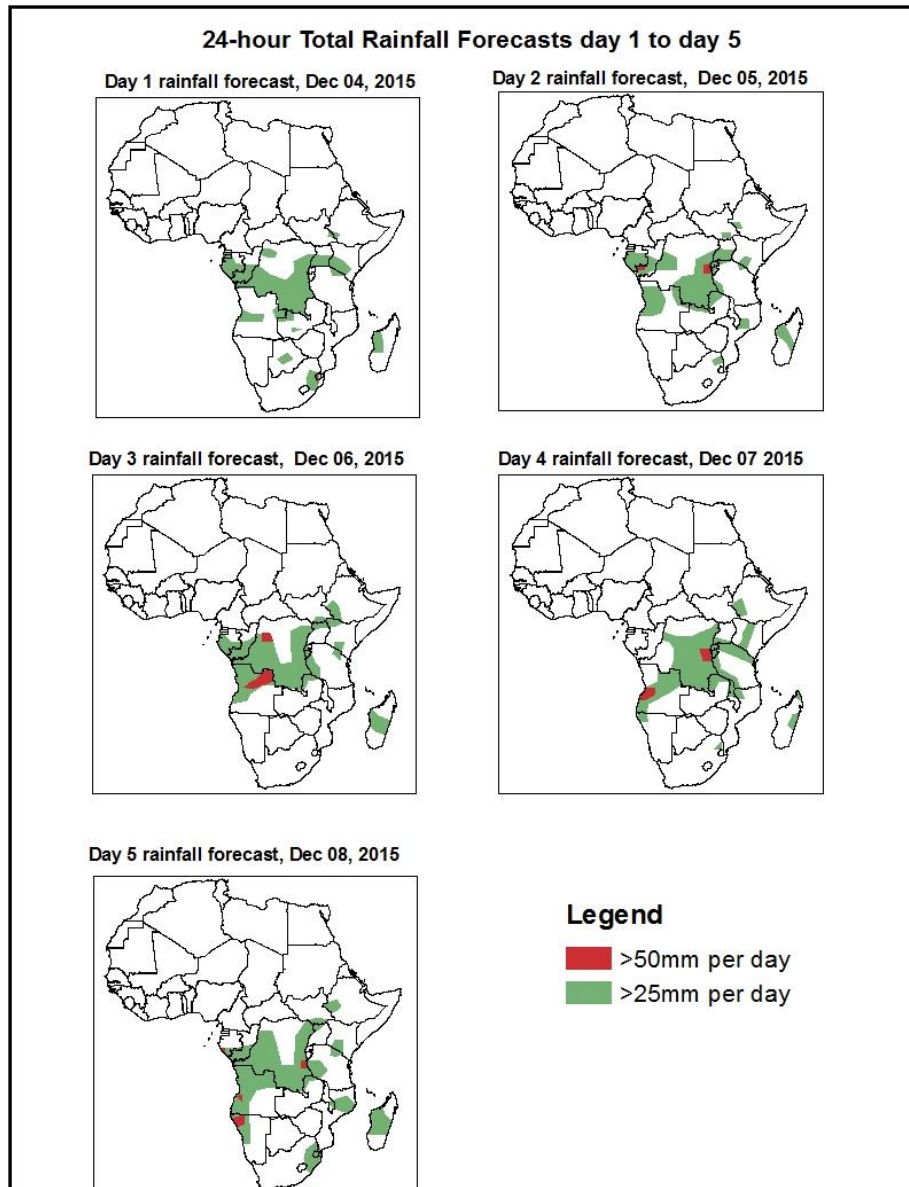 24-hour Total Rainfall Forecasts day 1 to day 5
Day 1 rainfall forecast, Dec 04, 2015
Day 2 rainfall forecast, Dec 05, 2015
Day 3 rainfall forecast, Dec 06, 2015
Day 4 rainfall forecast, Dec 07 2015
Day 5 rainfall forecast, Dec 08, 2015
Legend
>50mm per day
>25mm per day